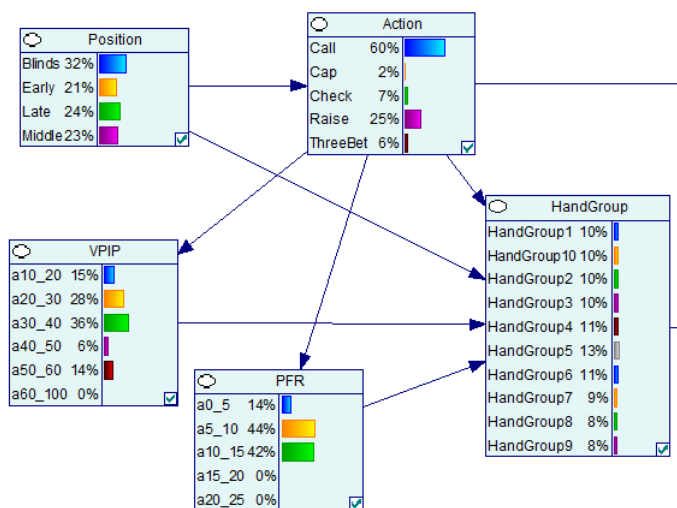 Position
Blinds 32%
Early 21%
Late 24%
Middle 23%
Action
Call 60%
Cap 2%
Check 7%
Raise 25%
ThreeBet 6%
VPIP
a10_20 15%
a20_30 28%
a30_40 36%
a40_50 6%
a50_60 14%
a60_100 0%
PFR
a0_5 14%
a5_10 44%
a10_15 42%
a15_20 0%
a20_25 0%
HandGroup
HandGroup1 10%
HandGroup10 10%
HandGroup2 10%
HandGroup3 10%
HandGroup4 11%
HandGroup5 13%
HandGroup6 11%
HandGroup7 9%
HandGroup8 8%
HandGroup9 8%